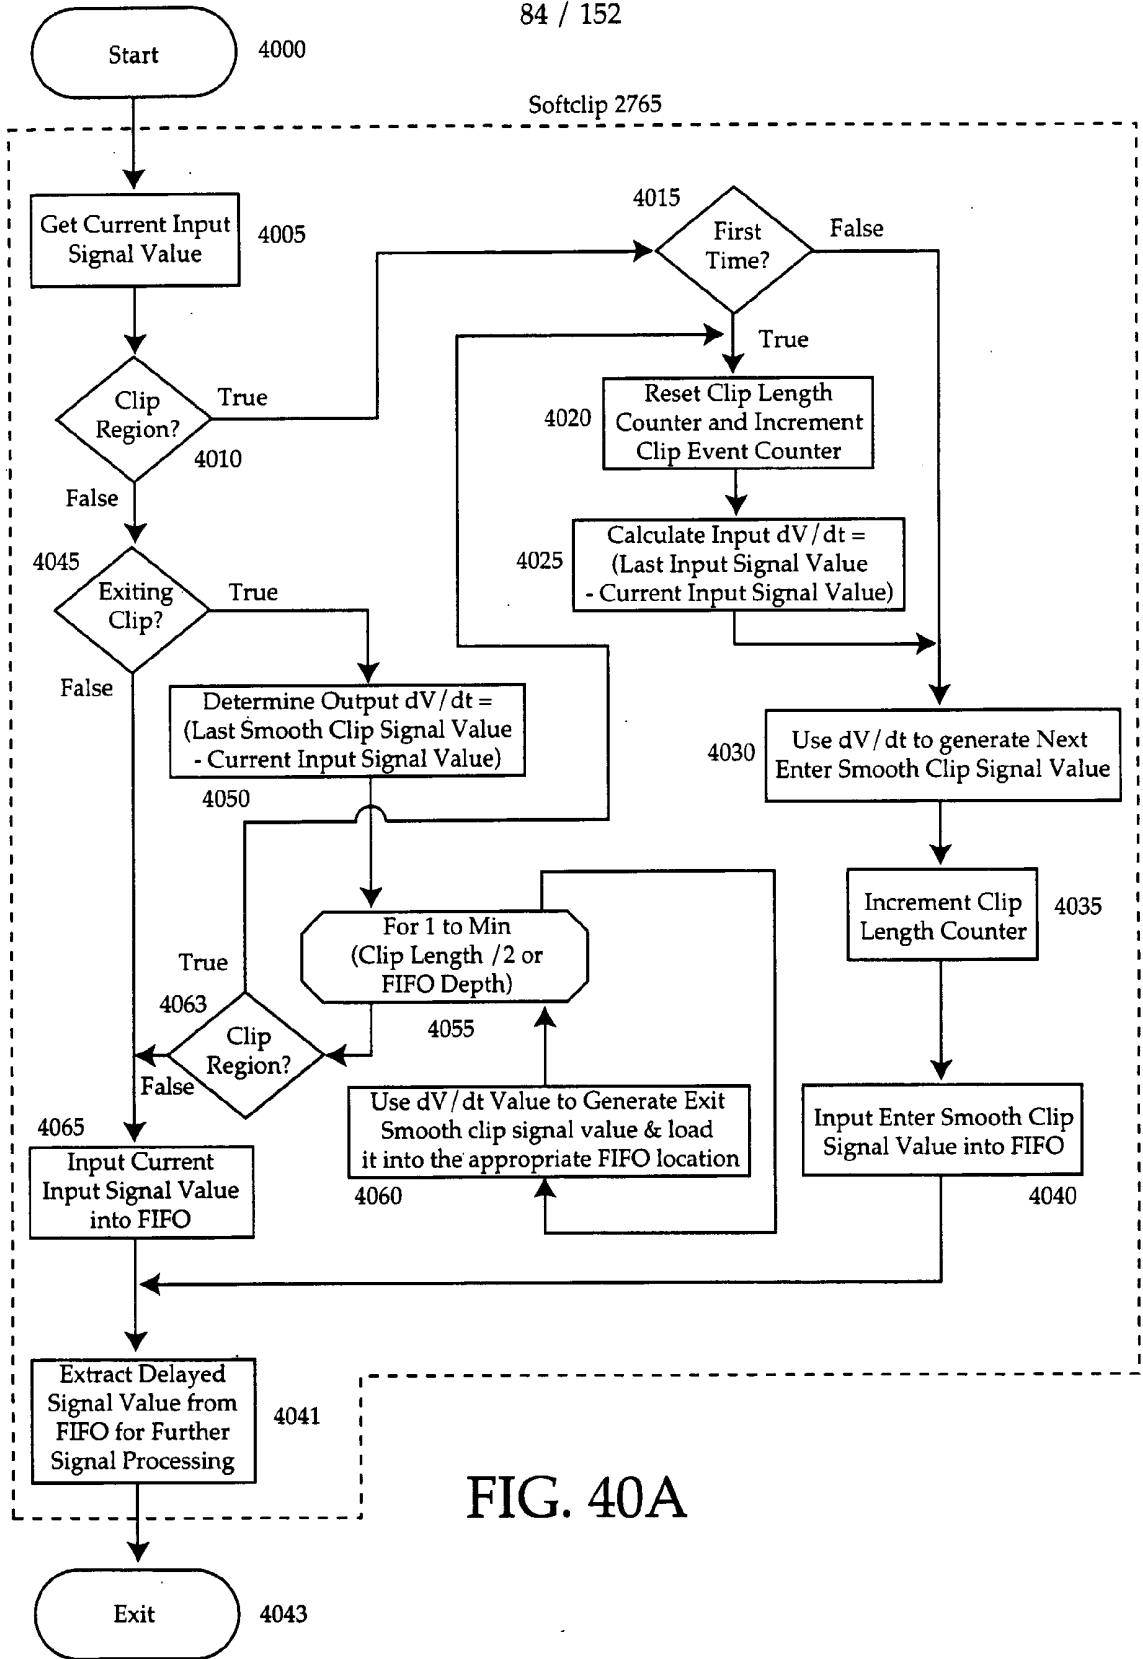 84 / 152
Start
4000
Softclip 2765
Get Current Input
Signal Value
4005
4015
First
Time?
False
True
Clip
Region?
True
4010
False
Reset Clip Length
Counter and Increment
Clip Event Counter
4020
Calculate Input dV/dt =
(Last Input Signal Value
- Current Input Signal Value)
4025
4045
Exiting
Clip?
True
False
Determine Output dV/dt =
(Last Smooth Clip Signal Value
- Current Input Signal Value)
4050
4030
Use dV/dt to generate Next
Enter Smooth Clip Signal Value
Increment Clip
Length Counter
4035
For 1 to Min
(Clip Length /2 or
FIFO Depth)
4055
True
4063
Clip
Region?
False
Use dV/dt Value to Generate Exit
Smooth clip signal value & load
it into the appropriate FIFO location
4060
Input Enter Smooth Clip
Signal Value into FIFO
4040
4065
Input Current
Input Signal Value
into FIFO
Extract Delayed
Signal Value from
FIFO for Further
Signal Processing
4041
FIG. 40A
Exit
4043